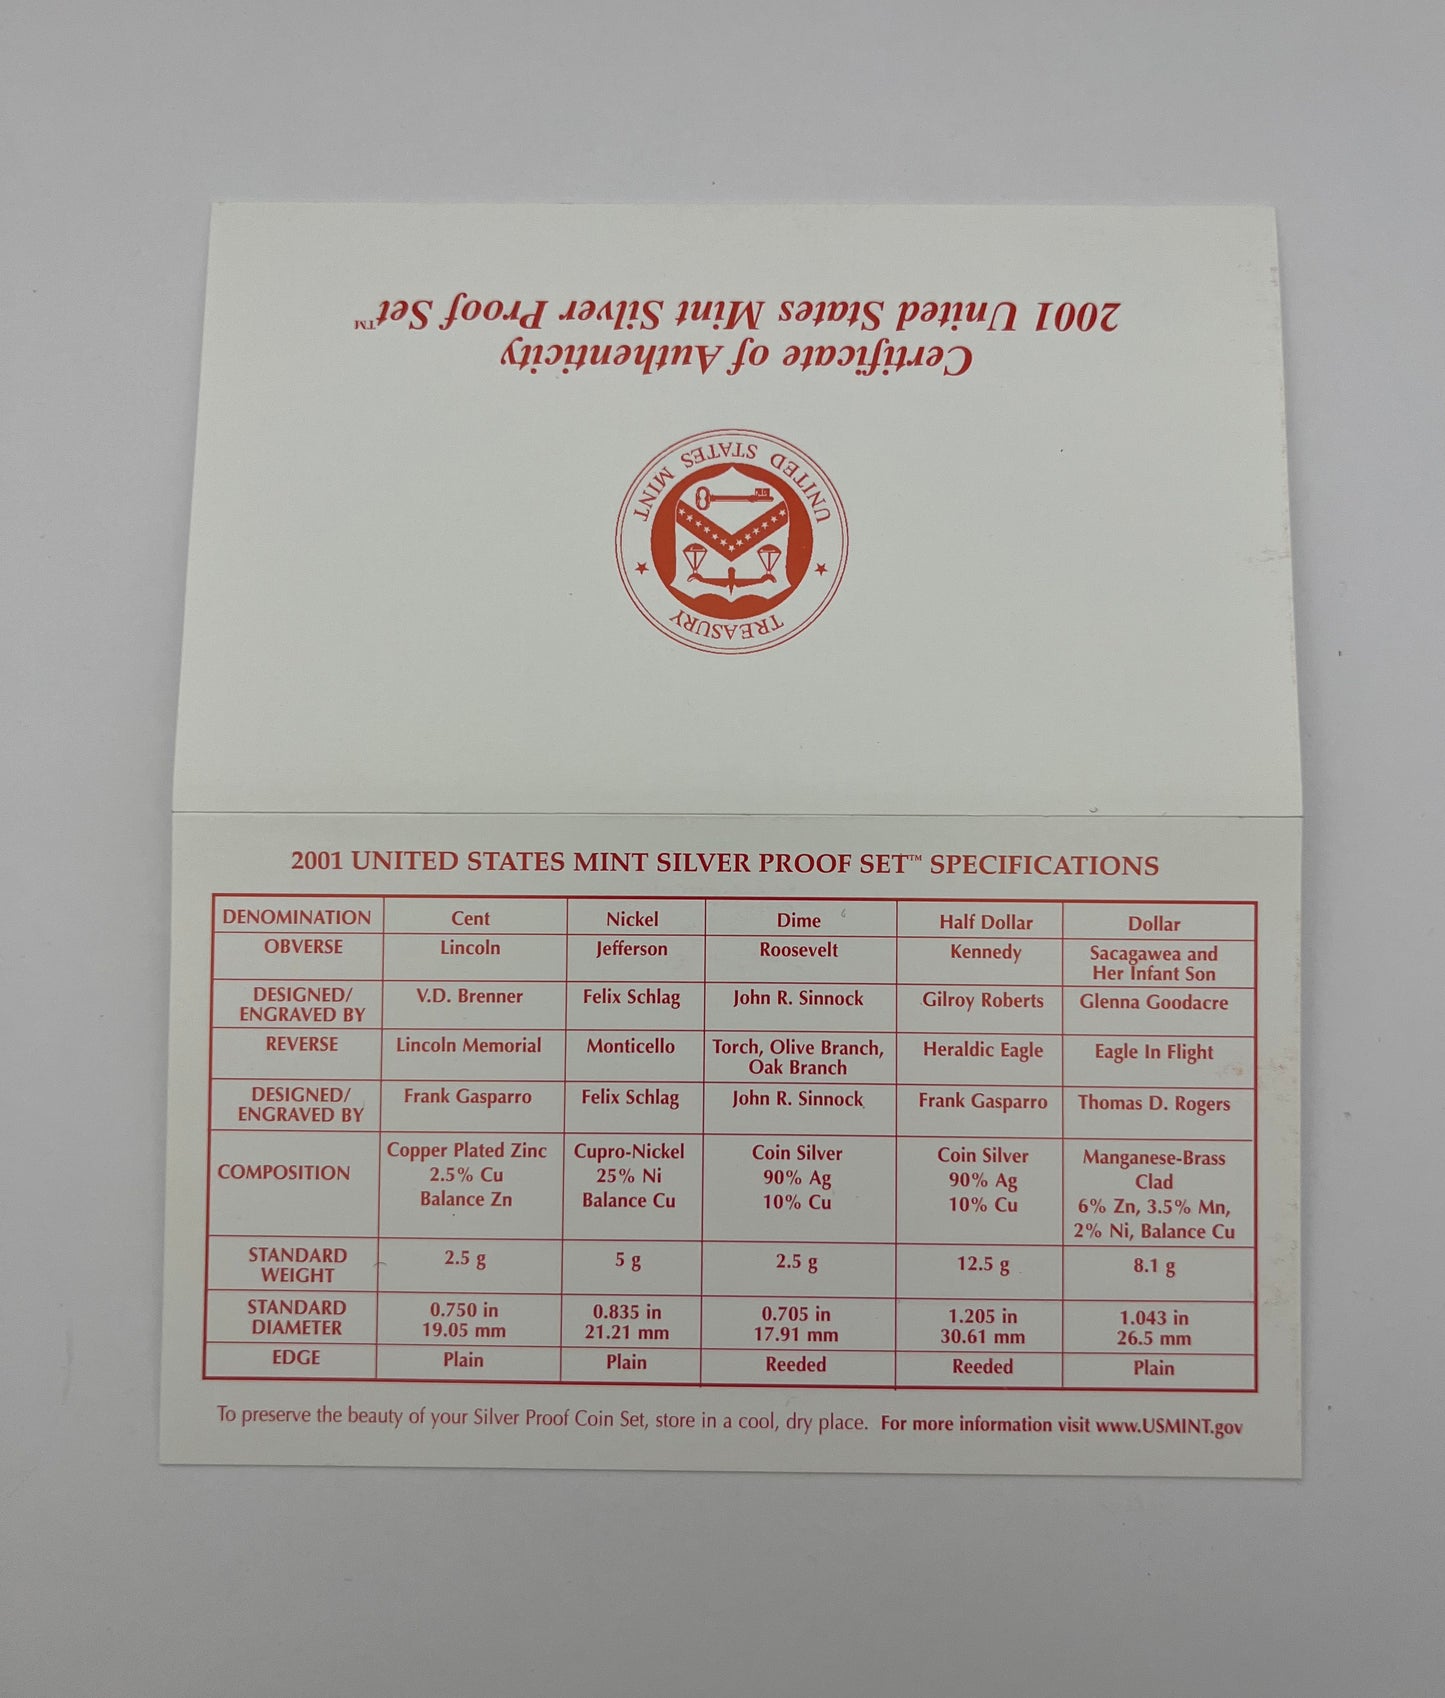 Certificate of Authenticity
2001 United States Mint Silver Proof Set™
TREASURY
UNITED STATES MINT
2001 UNITED STATES MINT SILVER PROOF SET™ SPECIFICATIONS
DENOMINATION Cent Nickel Dime Half Dollar Dollar
OBVERSE Lincoln Jefferson Roosevelt Kennedy Sacagawea and
Her Infant Son
DESIGNED/ V.D. Brenner Felix Schlag John R. Sinnock Gilroy Roberts Glenna Goodacre
ENGRAVED BY
REVERSE Lincoln Memorial Monticello Torch, Olive Branch, Heraldic Eagle Eagle In Flight
Oak Branch
DESIGNED/ Frank Gasparro Felix Schlag John R. Sinnock Frank Gasparro Thomas D. Rogers
ENGRAVED BY
Copper Plated Zinc Cupro-Nickel Coin Silver Coin Silver Manganese-Brass
COMPOSITION 2.5% Cu 25% Ni 90% Ag 90% Ag Clad
Balance Zn Balance Cu 10% Cu 10% Cu 6% Zn, 3.5% Mn,
2% Ni, Balance Cu
STANDARD 2.5 g 5 g 2.5 g 12.5 g 8.1 g
WEIGHT
STANDARD 0.750 in 0.835 in 0.705 in 1.205 in 1.043 in
DIAMETER 19.05 mm 21.21 mm 17.91 mm 30.61 mm 26.5 mm
EDGE Plain Plain Reeded Reeded Plain
To preserve the beauty of your Silver Proof Coin Set, store in a cool, dry place. For more information visit www.USMINT.gov